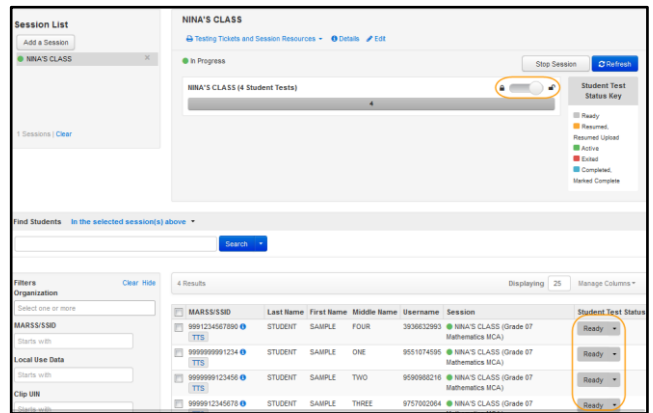 Session List
Add a Session
NINA'S CLASS
1 Sessions | Clear
NINA'S CLASS
Testing Tickets and Session Resources
Details
Edit
In Progress
Stop Session
Refresh
NINA'S CLASS (4 Student Tests)
4
Student Test
Status Key
Ready
Resumed,
Resumed Upload
Active
Exited
Completed,
Marked Complete
Find Students In the selected session(s) above
Search
Filters Clear Hide
Organization
Select one or more
MARSS/SSID
Starts with
Local Use Data
Starts with
Clip UIN
Starts with
4 Results Displaying 25 Manage Columns
MARSS/SSID Last Name First Name Middle Name Username Session Student Test Status
9991234567890 STUDENT SAMPLE FOUR 3936632993 NINA'S CLASS (Grade 07 Ready
TTS Mathematics MCA)
9999999991234 STUDENT SAMPLE ONE 9551074595 NINA'S CLASS (Grade 07 Ready
TTS Mathematics MCA)
9999999123456 STUDENT SAMPLE TWO 9590988216 NINA'S CLASS (Grade 07 Ready
TTS Mathematics MCA)
9999912345678 STUDENT SAMPLE THREE 9757082064 NINA'S CLASS (Grade 07 Ready